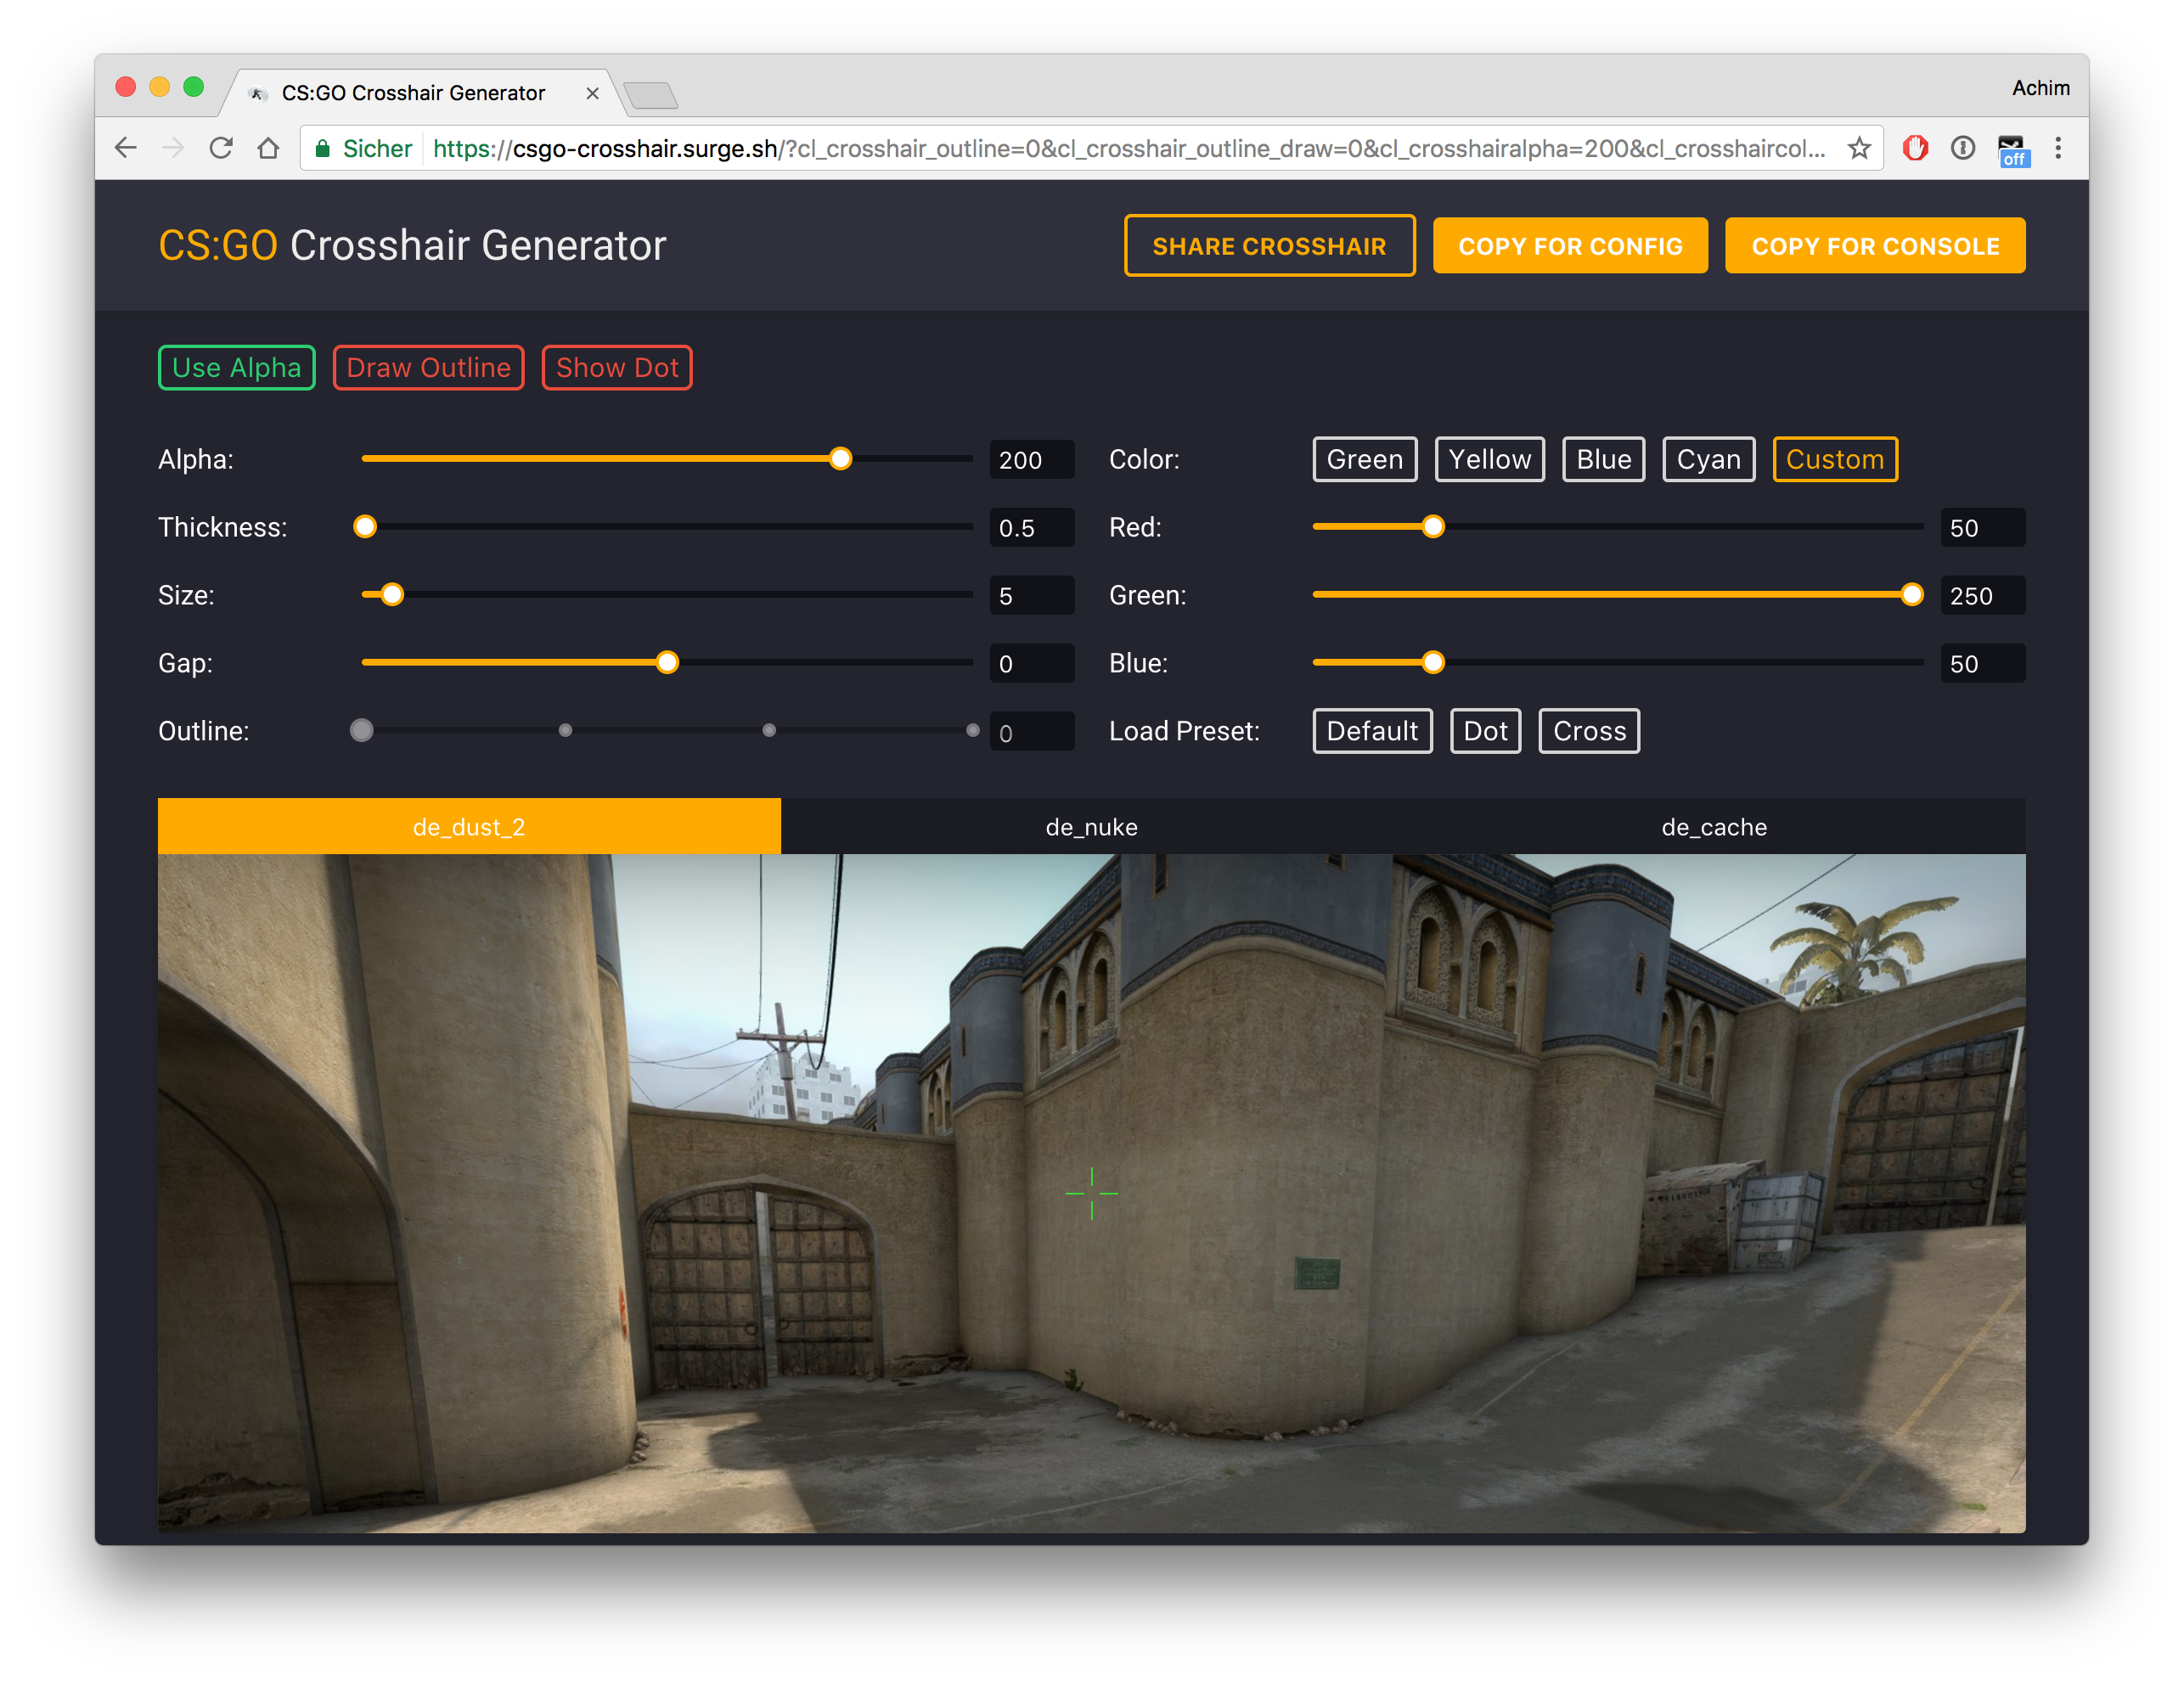 CS:GO Crosshair Generator
Achim
Sicher https://csgo-crosshair.surge.sh/?cl_crosshair_outline=0&cl_crosshair_outline_draw=0&cl_crosshairalpha=200&cl_crosshaircol...
off
CS:GO Crosshair Generator
SHARE CROSSHAIR COPY FOR CONFIG COPY FOR CONSOLE
Use Alpha Draw Outline Show Dot
Alpha: 200 Color: Green Yellow Blue Cyan Custom
Thickness: 0.5 Red: 50
Size: 5 Green: 250
Gap: 0 Blue: 50
Outline: 0 Load Preset: Default Dot Cross
de_dust_2 de_nuke de_cache